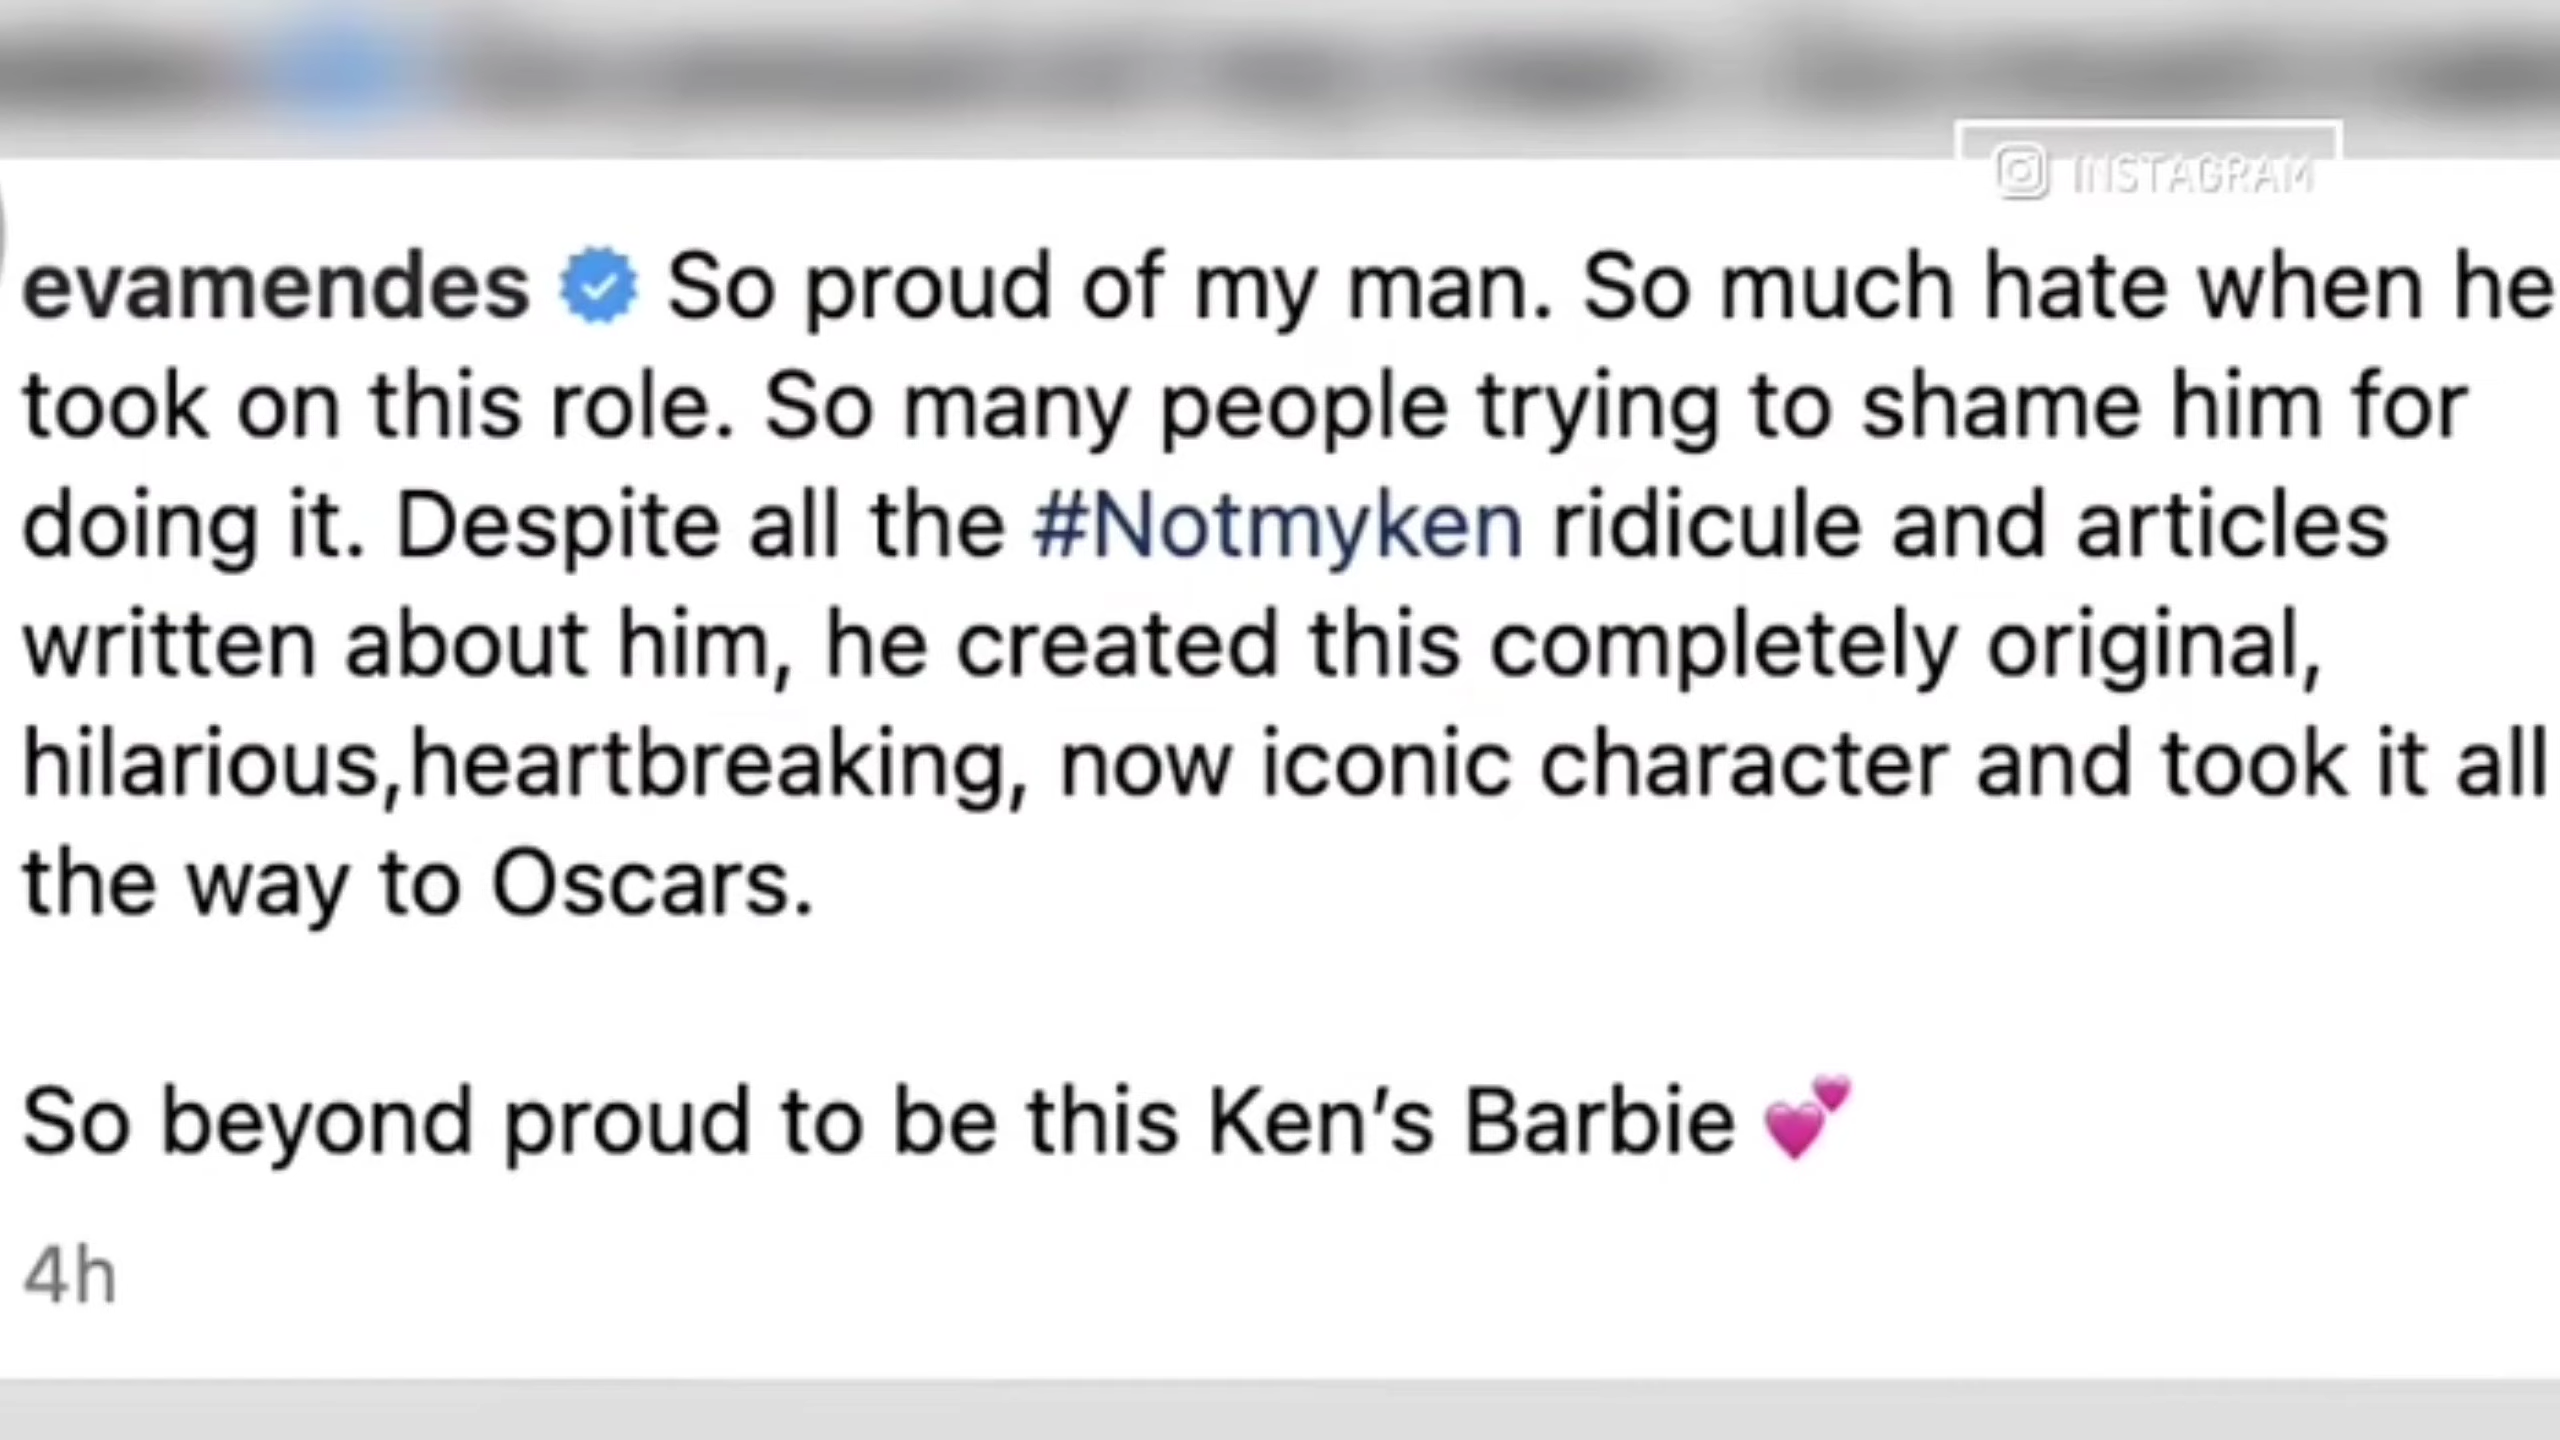 INSTAGRAM
evamendes So proud of my man. So much hate when he
took on this role. So many people trying to shame him for
doing it. Despite all the #Notmyken ridicule and articles
written about him, he created this completely original,
hilarious,heartbreaking, now iconic character and took it all
the way to Oscars.
So beyond proud to be this Ken’s Barbie 💕
4h